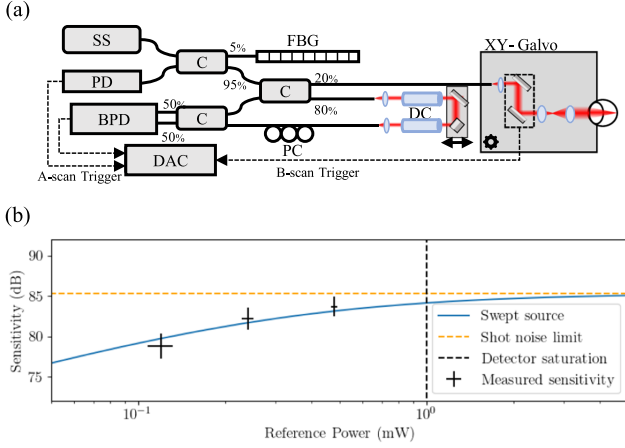 (a)
SS
5%
FBG
XY- Galvo
C
PD
95%
20%
C
50%
80%
BPD
C
DC
50%
PC
DAC
A-scan Trigger
B-scan Trigger
(b)
90
85
80
75
Sensitivity (dB)
Swept source
Shot noise limit
Detector saturation
Measured sensitivity
10⁻¹
10⁰
Reference Power (mW)